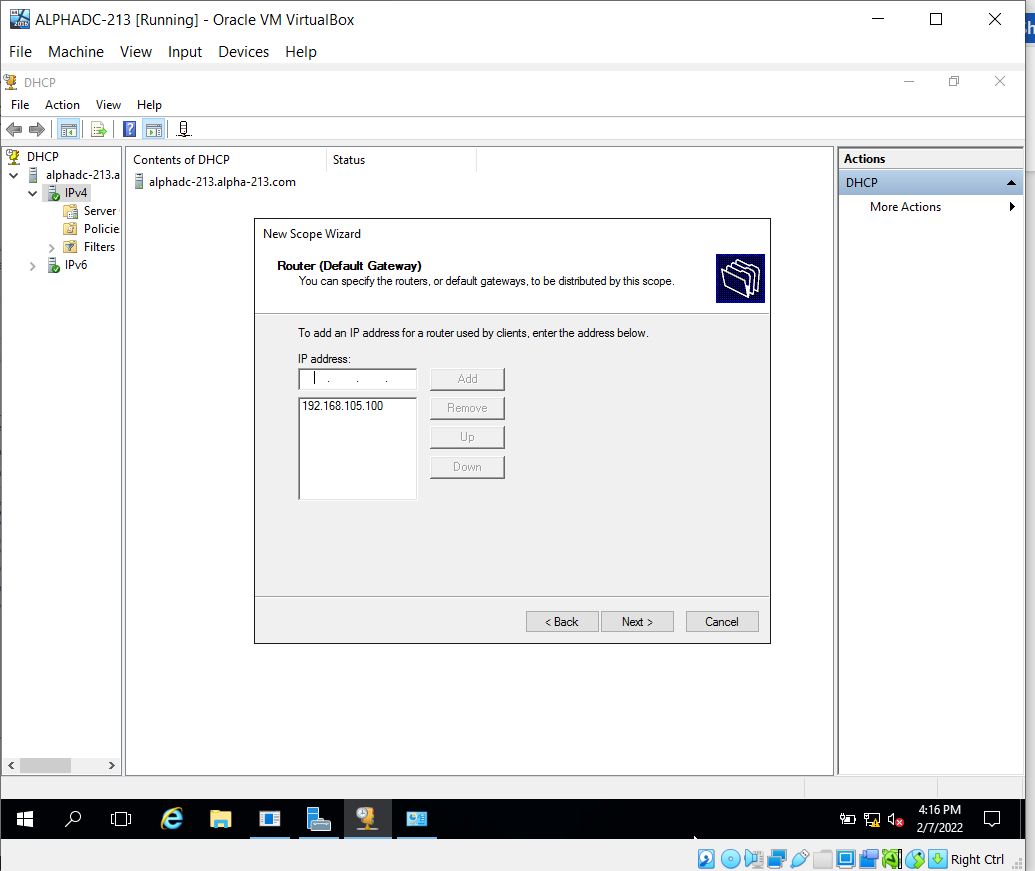 ALPHADC-213 [Running] - Oracle VM VirtualBox
File Machine View Input Devices Help
DHCP
File Action View Help
DHCP
alphadc-213.a
IPv4
Server
Policie
Filters
IPv6
Contents of DHCP Status
alphadc-213.alpha-213.com
Actions
DHCP
More Actions
New Scope Wizard
Router (Default Gateway)
You can specify the routers, or default gateways, to be distributed by this scope.
To add an IP address for a router used by clients, enter the address below.
IP address:
. . .
Add
192.168.105.100
Remove
Up
Down
< Back Next > Cancel
4:16 PM
2/7/2022
Right Ctrl